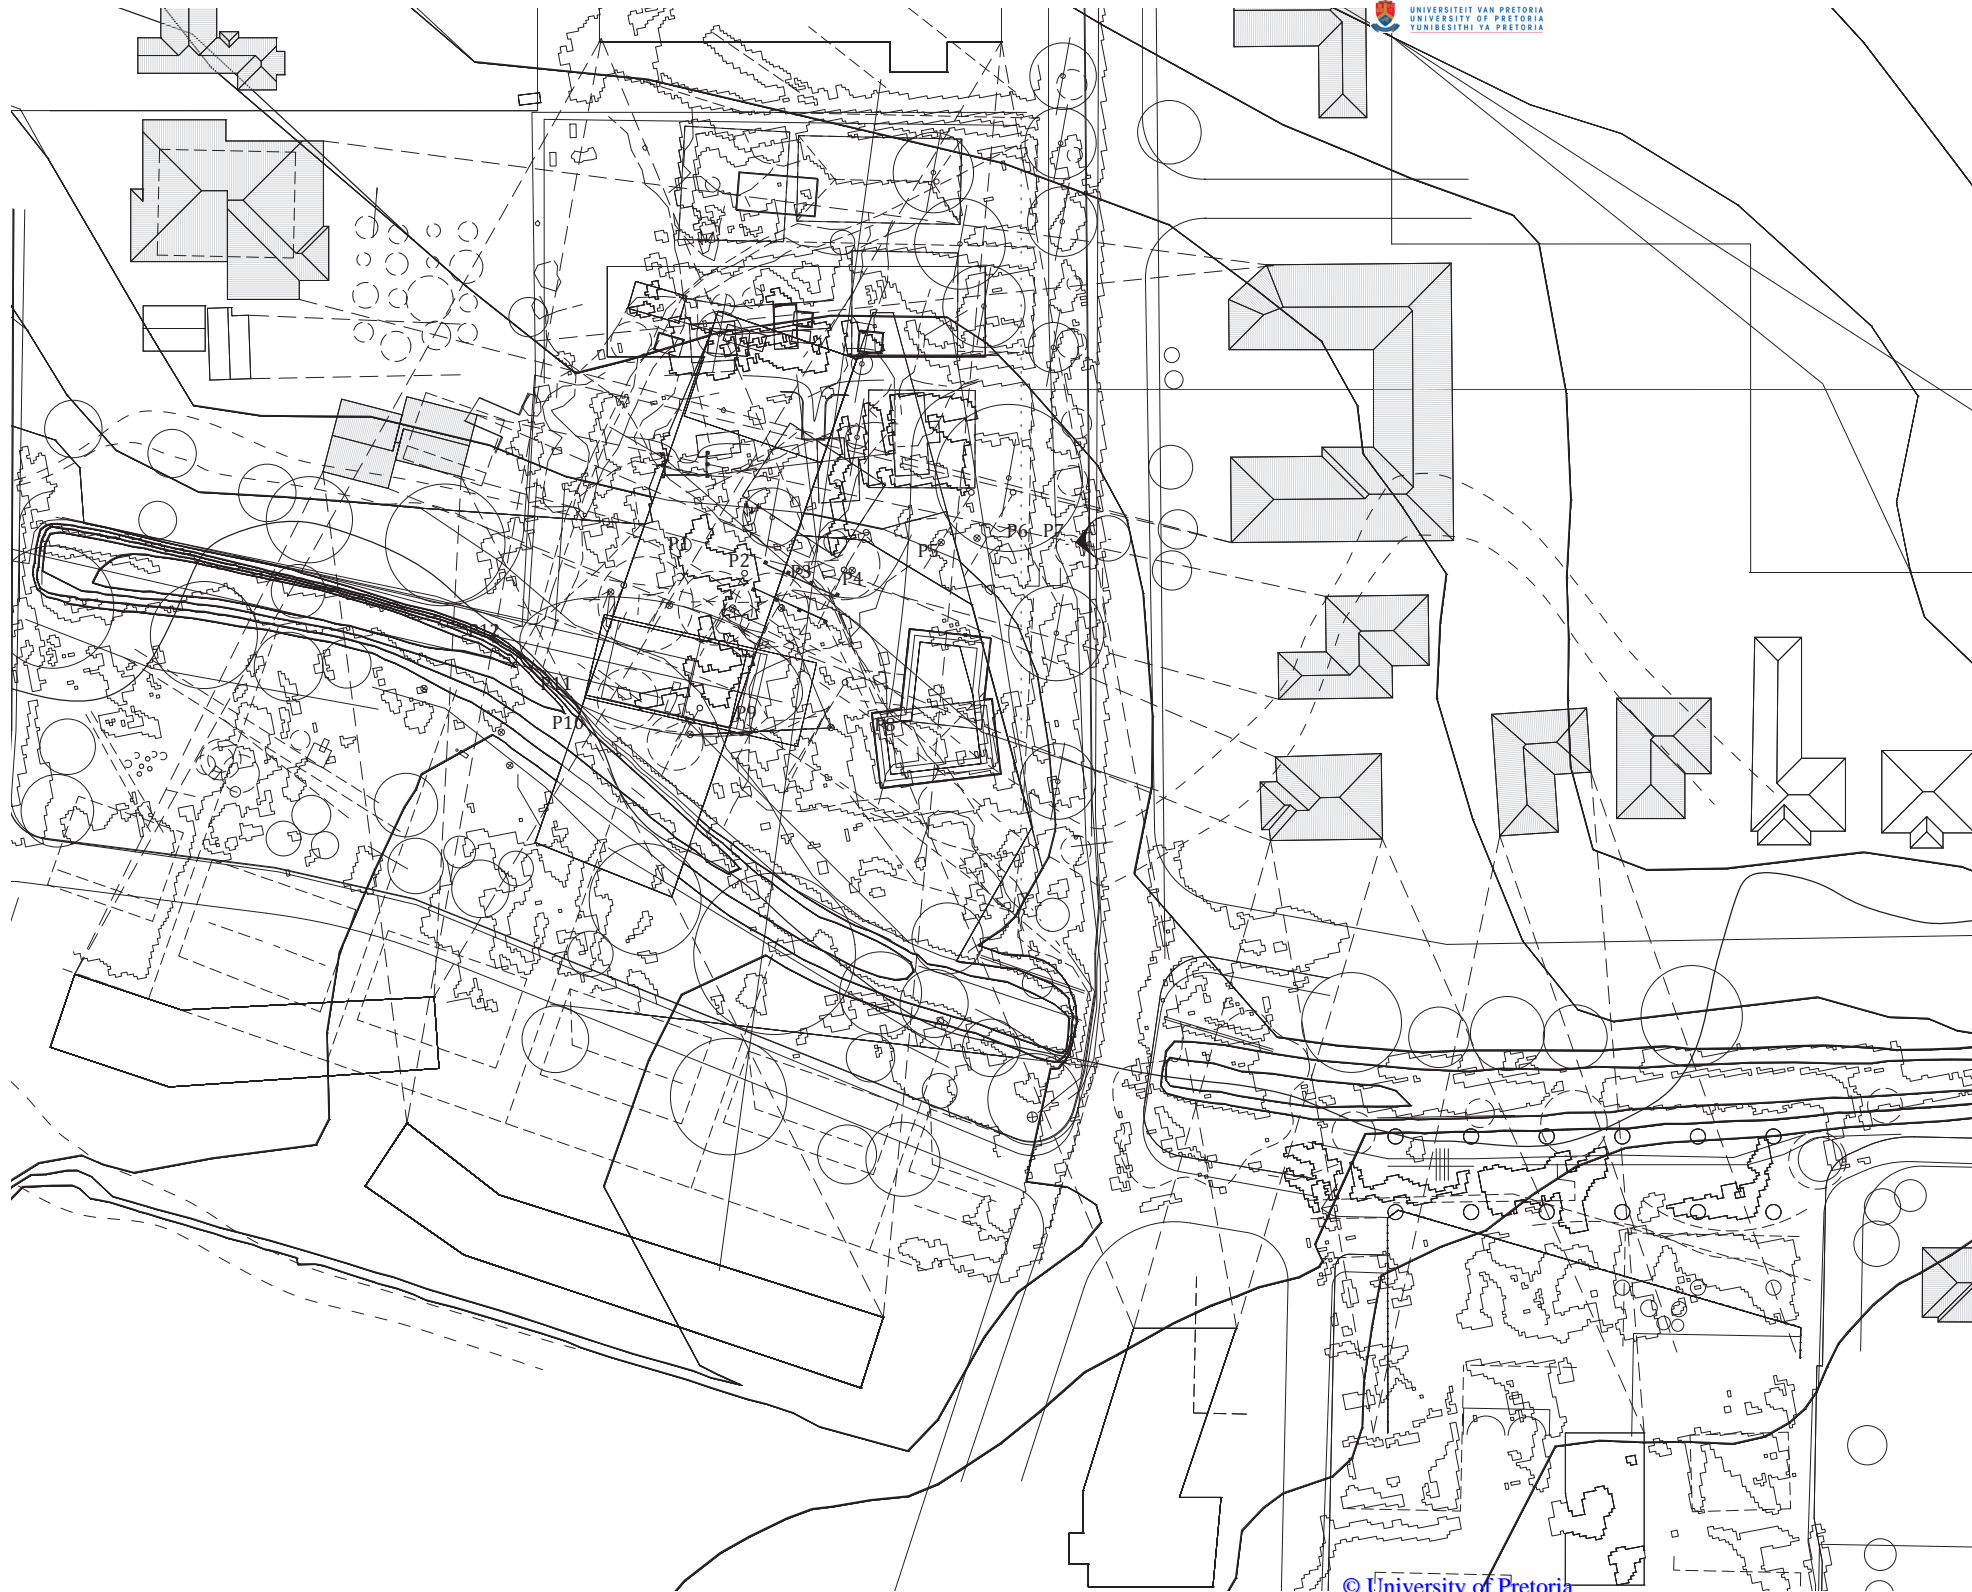 UNIVERSITEIT VAN PRETORIA
UNIVERSITY OF PRETORIA
YUNIBESITHI YA PRETORIA
P1
P2
P3
P4
P5
P6
P7
P12
P11
P10
P9
P8
© University of Pretoria